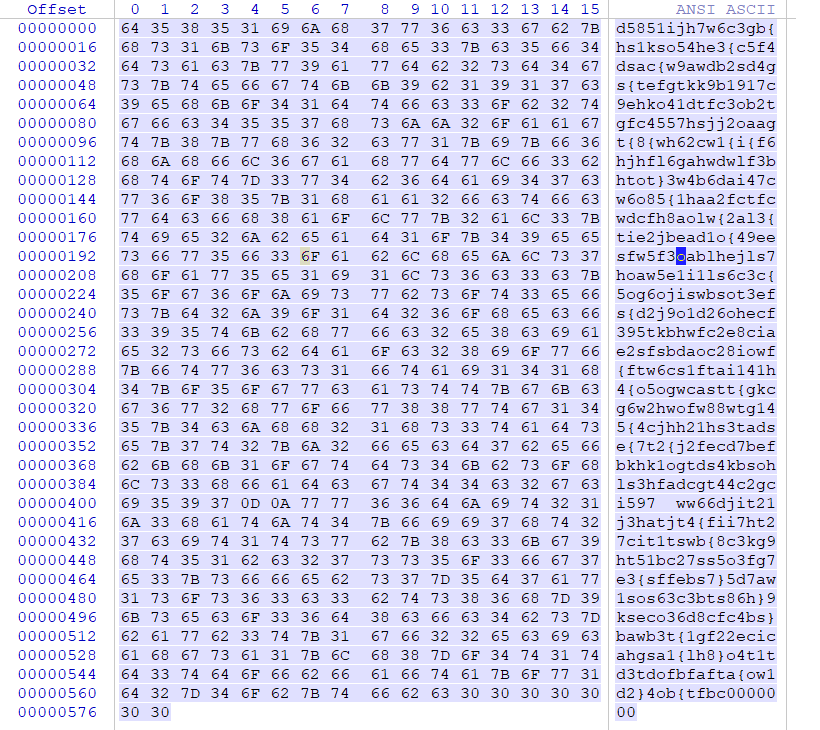 Offset 0 1 2 3 4 5 6 7 8 9 10 11 12 13 14 15 ANSI ASCII
00000000 64 35 38 35 31 69 6A 68 37 77 36 63 33 67 62 7B d5851ijh7w6c3gb{
00000016 68 73 31 6B 73 6F 35 34 68 65 33 7B 63 35 66 34 hs1kso54he3{c5f4
00000032 64 73 61 63 7B 77 39 61 77 64 62 32 73 64 34 67 dsac{w9awdb2sd4g
00000048 73 7B 74 65 66 67 74 6B 6B 39 62 31 39 31 37 63 s{tefgtkk9b1917c
00000064 39 65 68 6B 6F 34 31 64 74 66 63 33 6F 62 32 74 9ehko41dtfc3ob2t
00000080 67 66 63 34 35 35 37 68 73 6A 6A 32 6F 61 61 67 gfc4557hsjj2oaag
00000096 74 7B 38 7B 77 68 36 32 63 77 31 7B 69 7B 66 36 t{8{wh62cw1{i{f6
00000112 68 6A 68 66 6C 36 67 61 68 77 64 77 6C 66 33 62 hjhfl6gahwdwlf3b
00000128 68 74 6F 74 7D 33 77 34 62 36 64 61 69 34 37 63 htot}3w4b6dai47c
00000144 77 36 6F 38 35 7B 31 68 61 61 32 66 63 74 66 63 w6o85{1haa2fctfc
00000160 77 64 63 66 68 38 61 6F 6C 77 7B 32 61 6C 33 7B wdcfh8aolw{2al3{
00000176 74 69 65 32 6A 62 65 61 64 31 6F 7B 34 39 65 65 tie2jbead1o{49ee
00000192 73 66 77 35 66 33 6F 61 62 6C 68 65 6A 6C 73 37 sfw5f3oablhejls7
00000208 68 6F 61 77 35 65 31 69 31 6C 73 36 63 33 63 7B hoaw5e1i1ls6c3c{
00000224 35 6F 67 36 6F 6A 69 73 77 62 73 6F 74 33 65 66 5og6ojiswbsot3ef
00000240 73 7B 64 32 6A 39 6F 31 64 32 36 6F 68 65 63 66 s{d2j9o1d26ohecf
00000256 33 39 35 74 6B 62 68 77 66 63 32 65 38 63 69 61 395tkbhwfc2e8cia
00000272 65 32 73 66 73 62 64 61 6F 63 32 38 69 6F 77 66 e2sfsbdaoc28iowf
00000288 7B 66 74 77 36 63 73 31 66 74 61 69 31 34 31 68 {ftw6cs1ftai141h
00000304 34 7B 6F 35 6F 67 77 63 61 73 74 74 7B 67 6B 63 4{o5ogwcastt{gkc
00000320 67 36 77 32 68 77 6F 66 77 38 38 77 74 67 31 34 g6w2hwofw88wtg14
00000336 35 7B 34 63 6A 68 68 32 31 68 73 33 74 61 64 73 5{4cjhh21hs3tads
00000352 65 7B 37 74 32 7B 6A 32 66 65 63 64 37 62 65 66 e{7t2{j2fecd7bef
00000368 62 6B 68 6B 31 6F 67 74 64 73 34 6B 62 73 6F 68 bkhk1ogtds4kbsoh
00000384 6C 73 33 68 66 61 64 63 67 74 34 34 63 32 67 63 ls3hfadcgt44c2gc
00000400 69 35 39 37 0D 0A 77 77 36 36 64 6A 69 74 32 31 i597  ww66djit21
00000416 6A 33 68 61 74 6A 74 34 7B 66 69 69 37 68 74 32 j3hatjt4{fii7ht2
00000432 37 63 69 74 31 74 73 77 62 7B 38 63 33 6B 67 39 7cit1tswb{8c3kg9
00000448 68 74 35 31 62 63 32 37 73 73 35 6F 33 66 67 37 ht51bc27ss5o3fg7
00000464 65 33 7B 73 66 66 65 62 73 37 7D 35 64 37 61 77 e3{sffebs7}5d7aw
00000480 31 73 6F 73 36 33 63 33 62 74 73 38 36 68 7D 39 1sos63c3bts86h}9
00000496 6B 73 65 63 6F 33 36 64 38 63 66 63 34 62 73 7D kseco36d8cfc4bs}
00000512 62 61 77 62 33 74 7B 31 67 66 32 32 65 63 69 63 bawb3t{1gf22ecic
00000528 61 68 67 73 61 31 7B 6C 68 38 7D 6F 34 74 31 74 ahgsa1{lh8}o4t1t
00000544 64 33 74 64 6F 66 62 66 61 66 74 61 7B 6F 77 31 d3tdofbfafta{ow1
00000560 64 32 7D 34 6F 62 7B 74 66 62 63 30 30 30 30 30 d2}4ob{tfbc00000
00000576 30 30 00